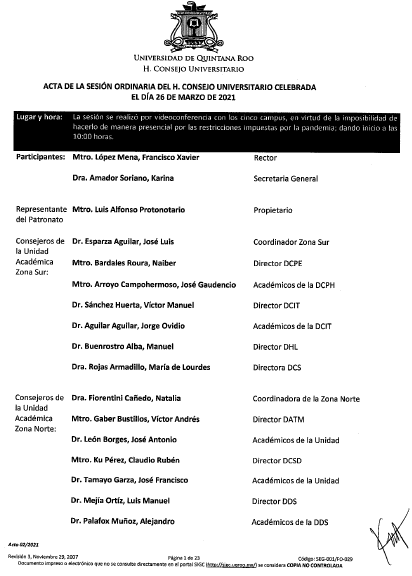 UNIVERSIDAD DE QUINTANA ROO
H. CONSEJO UNIVERSITARIO
ACTA DE LA SESIÓN ORDINARIA DEL H. CONSEJO UNIVERSITARIO CELEBRADA
EL DÍA 26 DE MARZO DE 2021
Lugar y hora: La sesión se realizó por videoconferencia con los cinco campus, en virtud de la imposibilidad de
hacerlo de manera presencial por las restricciones impuestas por la pandemia; dando inicio a las
10:00 horas.
Participantes: Mtro. López Mena, Francisco Xavier Rector
Dra. Amador Soriano, Karina Secretaria General
Representante del Patronato Mtro. Luis Alfonso Protonotario Propietario
Consejeros de la Unidad Académica Zona Sur: Dr. Esparza Aguilar, José Luis Coordinador Zona Sur
Mtro. Bardales Roura, Naiber Director DCPE
Mtro. Arroyo Campohermoso, José Gaudencio Académicos de la DCPH
Dr. Sánchez Huerta, Víctor Manuel Director DCIT
Dr. Aguilar Aguilar, Jorge Ovidio Académicos de la DCIT
Dr. Buenrostro Alba, Manuel Director DHL
Dra. Rojas Armadillo, María de Lourdes Directora DCS
Consejeros de la Unidad Académica Zona Norte: Dra. Fiorentini Cañedo, Natalia Coordinadora de la Zona Norte
Mtro. Gaber Bustillos, Víctor Andrés Director DATM
Dr. León Borges, José Antonio Académicos de la Unidad
Mtro. Ku Pérez, Claudio Rubén Director DCSD
Dr. Tamayo Garza, José Francisco Académicos de la Unidad
Dr. Mejía Ortíz, Luis Manuel Director DDS
Dr. Palafox Muñoz, Alejandro Académicos de la DDS
Acta 02/2021
Revisión 3, Noviembre 29, 2007 Página 1 de 23 Código: SEG-001/FO-029
Documento impreso o electrónico que no se consulte directamente en el portal SIGC (http://sigc.uqroo.mx/) se considera COPIA NO CONTROLADA